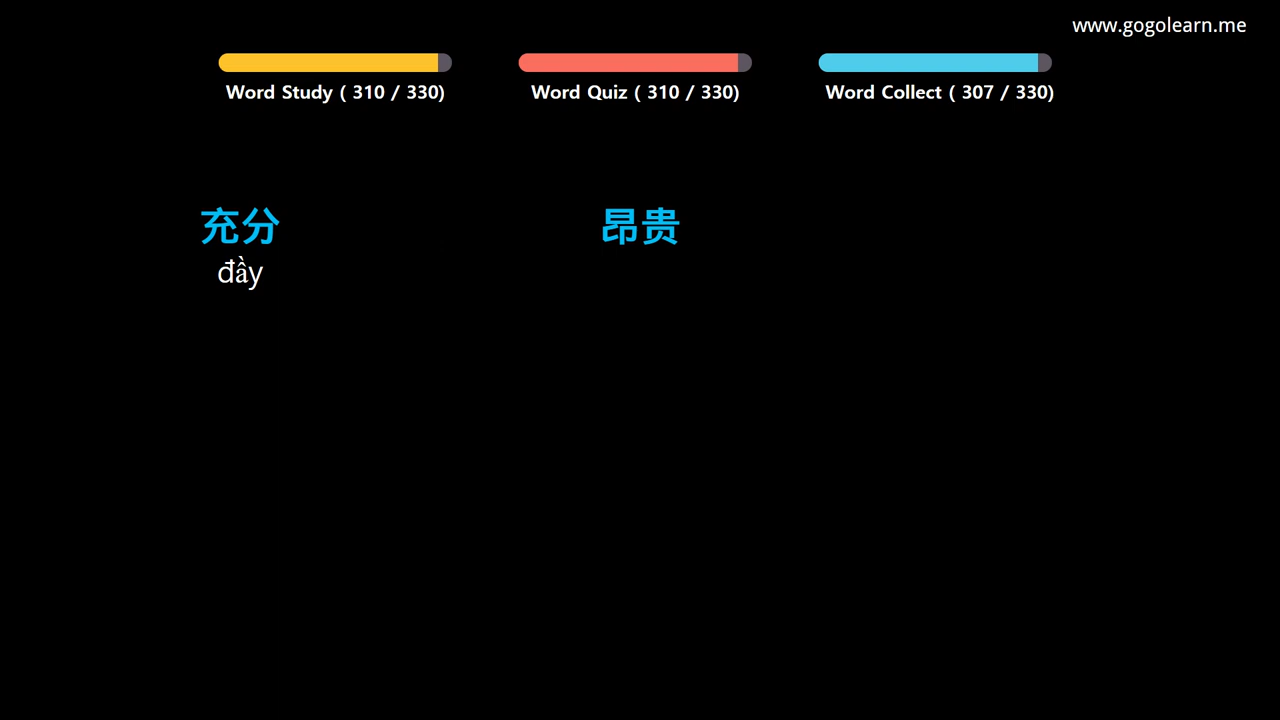 www.gogolearn.me
Word Study ( 310 / 330)
Word Quiz ( 310 / 330)
Word Collect ( 307 / 330)
充分
昂贵
đầy